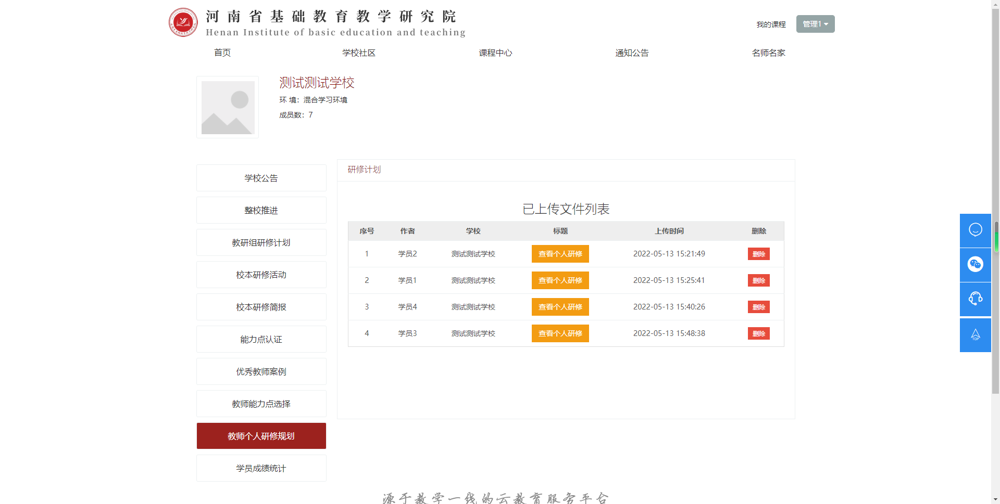 河南省基础教育教学研究院
Henan Institute of basic education and teaching
我的课程 管理1
首页 学校社区 课程中心 通知公告 名师名家
测试测试学校
环 境：混合学习环境
成员数：7
学校公告
整校推进
教研组研修计划
校本研修活动
校本研修简报
能力点认证
优秀教师案例
教师能力点选择
教师个人研修规划
学员成绩统计
研修计划
已上传文件列表
序号 作者 学校 标题 上传时间 删除
1 学员2 测试测试学校 查看个人研修 2022-05-13 15:21:49 删除
2 学员1 测试测试学校 查看个人研修 2022-05-13 15:25:41 删除
3 学员4 测试测试学校 查看个人研修 2022-05-13 15:40:26 删除
4 学员3 测试测试学校 查看个人研修 2022-05-13 15:48:38 删除
TOP
源于教学一线的云教育服务平台